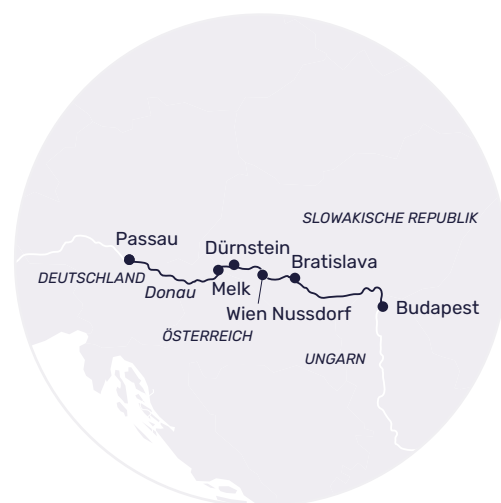 SLOWAKISCHE REPUBLIK
Passau
Dürnstein
Bratislava
DEUTSCHLAND
Donau
Melk
Wien Nussdorf
Budapest
ÖSTERREICH
UNGARN